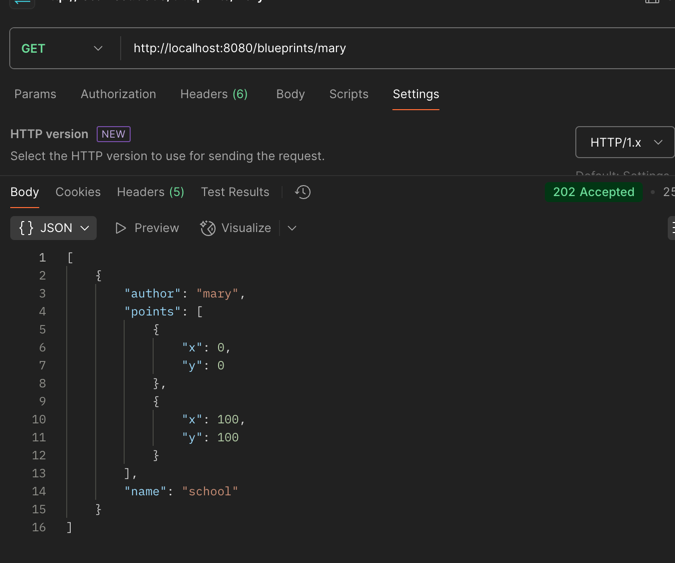 GET http://localhost:8080/blueprints/mary
Params Authorization Headers (6) Body Scripts Settings
HTTP version NEW
Select the HTTP version to use for sending the request.
HTTP/1.x
Body Cookies Headers (5) Test Results 202 Accepted
{} JSON Preview Visualize
1 [
2 {
3 "author": "mary",
4 "points": [
5 {
6 "x": 0,
7 "y": 0
8 },
9 {
10 "x": 100,
11 "y": 100
12 }
13 ],
14 "name": "school"
15 }
16 ]